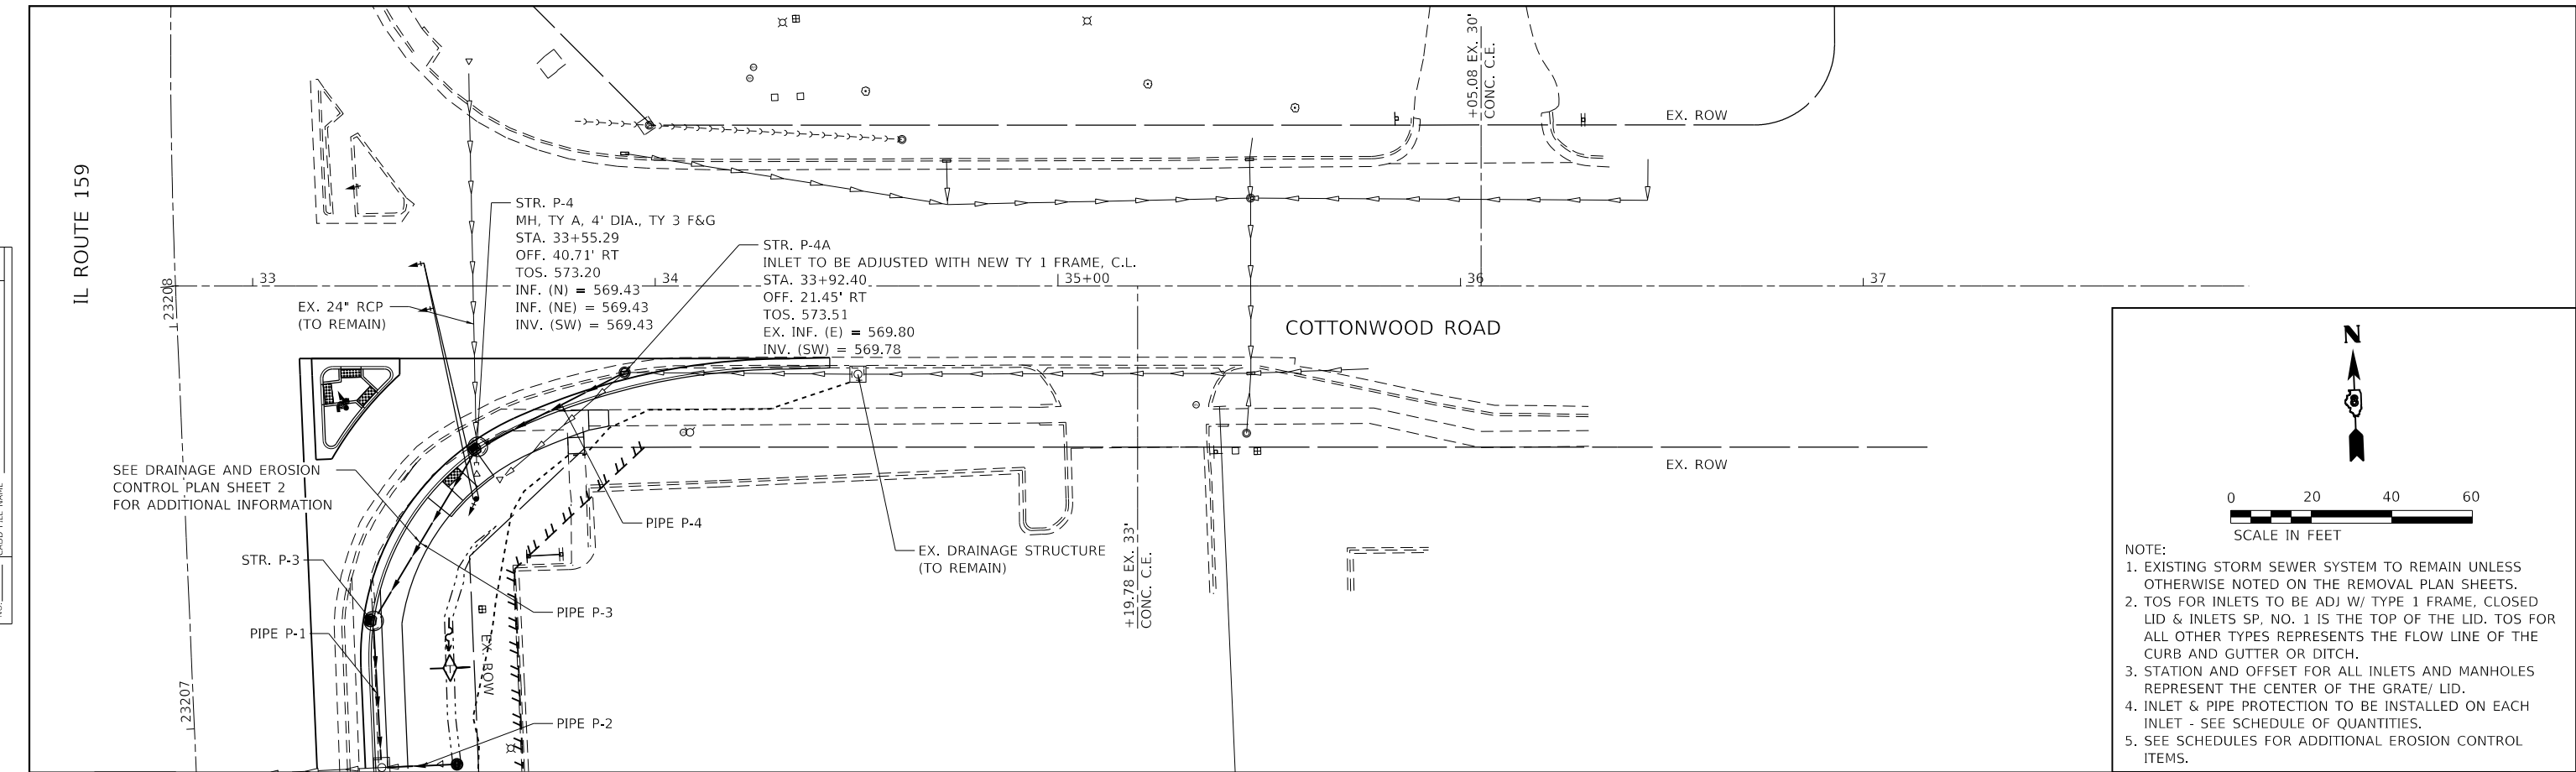 IL ROUTE 159
23208
23207
33
34
35+00
36
37
+05.08 EX. 30'
CONC. C.E.
EX. ROW
STR. P-4
MH, TY A, 4' DIA., TY 3 F&G
STA. 33+55.29
OFF. 40.71' RT
TOS. 573.20
INF. (N) = 569.43
INF. (NE) = 569.43
INV. (SW) = 569.43
STR. P-4A
INLET TO BE ADJUSTED WITH NEW TY 1 FRAME, C.L.
STA. 33+92.40
OFF. 21.45' RT
TOS. 573.51
EX. INF. (E) = 569.80
INV. (SW) = 569.78
EX. 24" RCP
(TO REMAIN)
COTTONWOOD ROAD
EX. ROW
SEE DRAINAGE AND EROSION
CONTROL PLAN SHEET 2
FOR ADDITIONAL INFORMATION
PIPE P-4
EX. DRAINAGE STRUCTURE
(TO REMAIN)
+19.78 EX. 33'
CONC. C.E.
STR. P-3
PIPE P-3
PIPE P-1
EX. ROW
PIPE P-2
N
0 20 40 60
SCALE IN FEET
NOTE:
1. EXISTING STORM SEWER SYSTEM TO REMAIN UNLESS
OTHERWISE NOTED ON THE REMOVAL PLAN SHEETS.
2. TOS FOR INLETS TO BE ADJ W/ TYPE 1 FRAME, CLOSED
LID & INLETS SP, NO. 1 IS THE TOP OF THE LID. TOS FOR
ALL OTHER TYPES REPRESENTS THE FLOW LINE OF THE
CURB AND GUTTER OR DITCH.
3. STATION AND OFFSET FOR ALL INLETS AND MANHOLES
REPRESENT THE CENTER OF THE GRATE/ LID.
4. INLET & PIPE PROTECTION TO BE INSTALLED ON EACH
INLET - SEE SCHEDULE OF QUANTITIES.
5. SEE SCHEDULES FOR ADDITIONAL EROSION CONTROL
ITEMS.